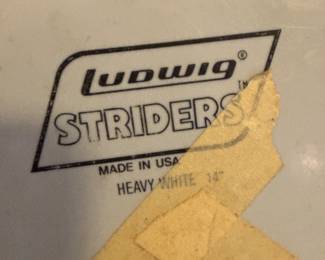 LUDWIG®
STRIDERS™
MADE IN USA
HEAVY WHITE 14"